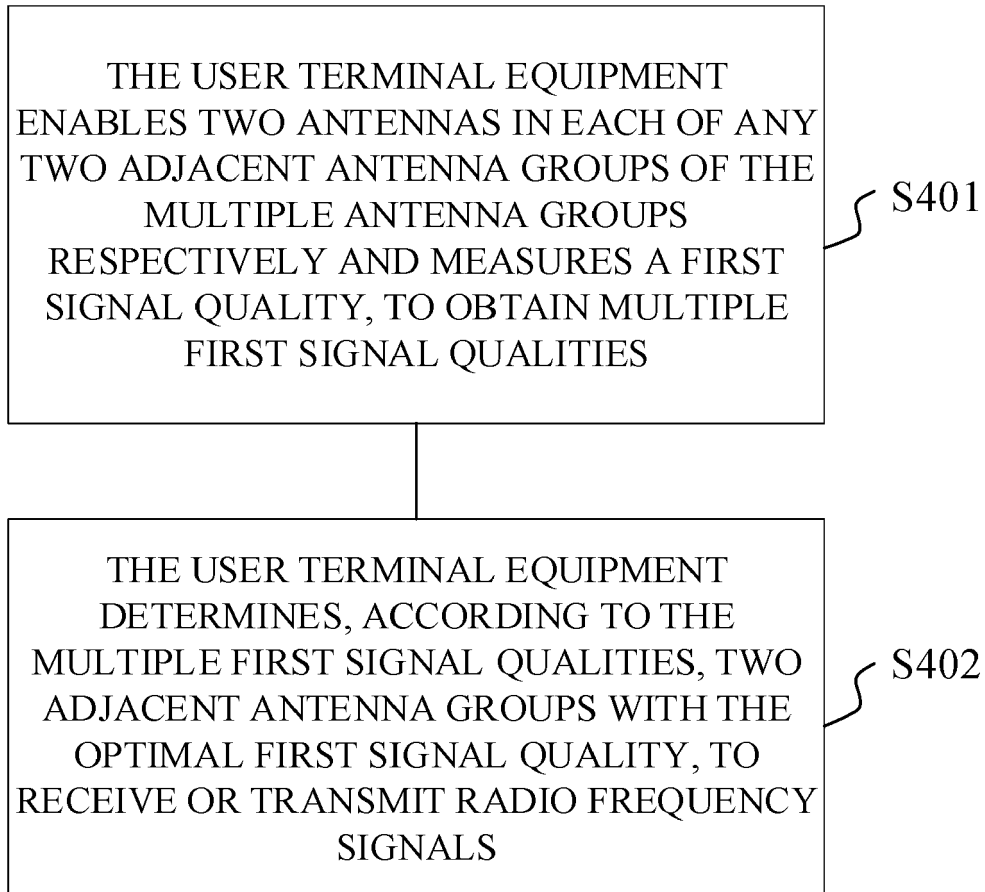 THE USER TERMINAL EQUIPMENT
ENABLES TWO ANTENNAS IN EACH OF ANY
TWO ADJACENT ANTENNA GROUPS OF THE
MULTIPLE ANTENNA GROUPS
RESPECTIVELY AND MEASURES A FIRST
SIGNAL QUALITY, TO OBTAIN MULTIPLE
FIRST SIGNAL QUALITIES
S401
THE USER TERMINAL EQUIPMENT
DETERMINES, ACCORDING TO THE
MULTIPLE FIRST SIGNAL QUALITIES, TWO
ADJACENT ANTENNA GROUPS WITH THE
OPTIMAL FIRST SIGNAL QUALITY, TO
RECEIVE OR TRANSMIT RADIO FREQUENCY
SIGNALS
S402